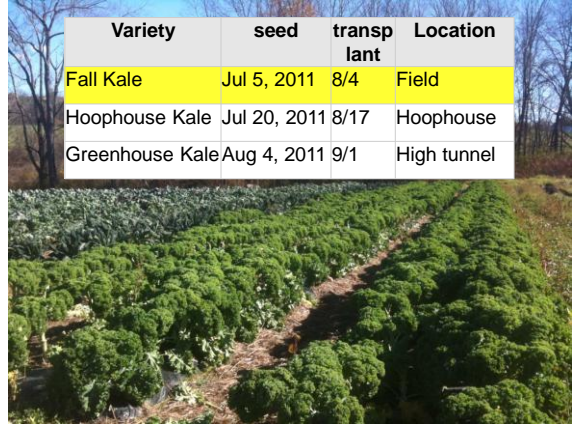 Variety seed transp
lant Location
Fall Kale Jul 5, 2011 8/4 Field
Hoophouse Kale Jul 20, 2011 8/17 Hoophouse
Greenhouse Kale Aug 4, 2011 9/1 High tunnel